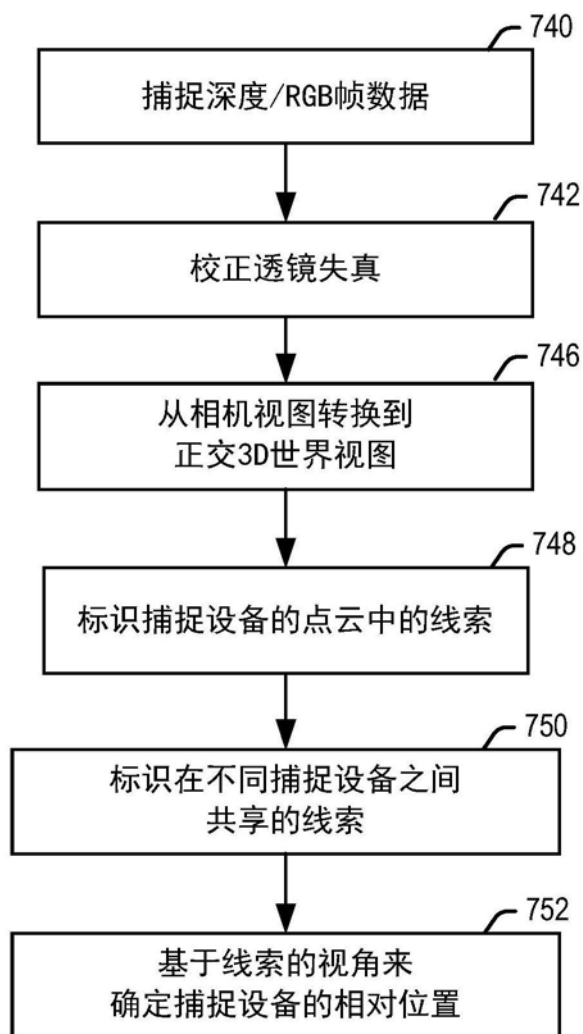 740
捕捉深度/RGB帧数据
742
校正透镜失真
746
从相机视图转换到
正交3D世界视图
748
标识捕捉设备的点云中的线索
750
标识在不同捕捉设备之间
共享的线索
752
基于线索的视角来
确定捕捉设备的相对位置